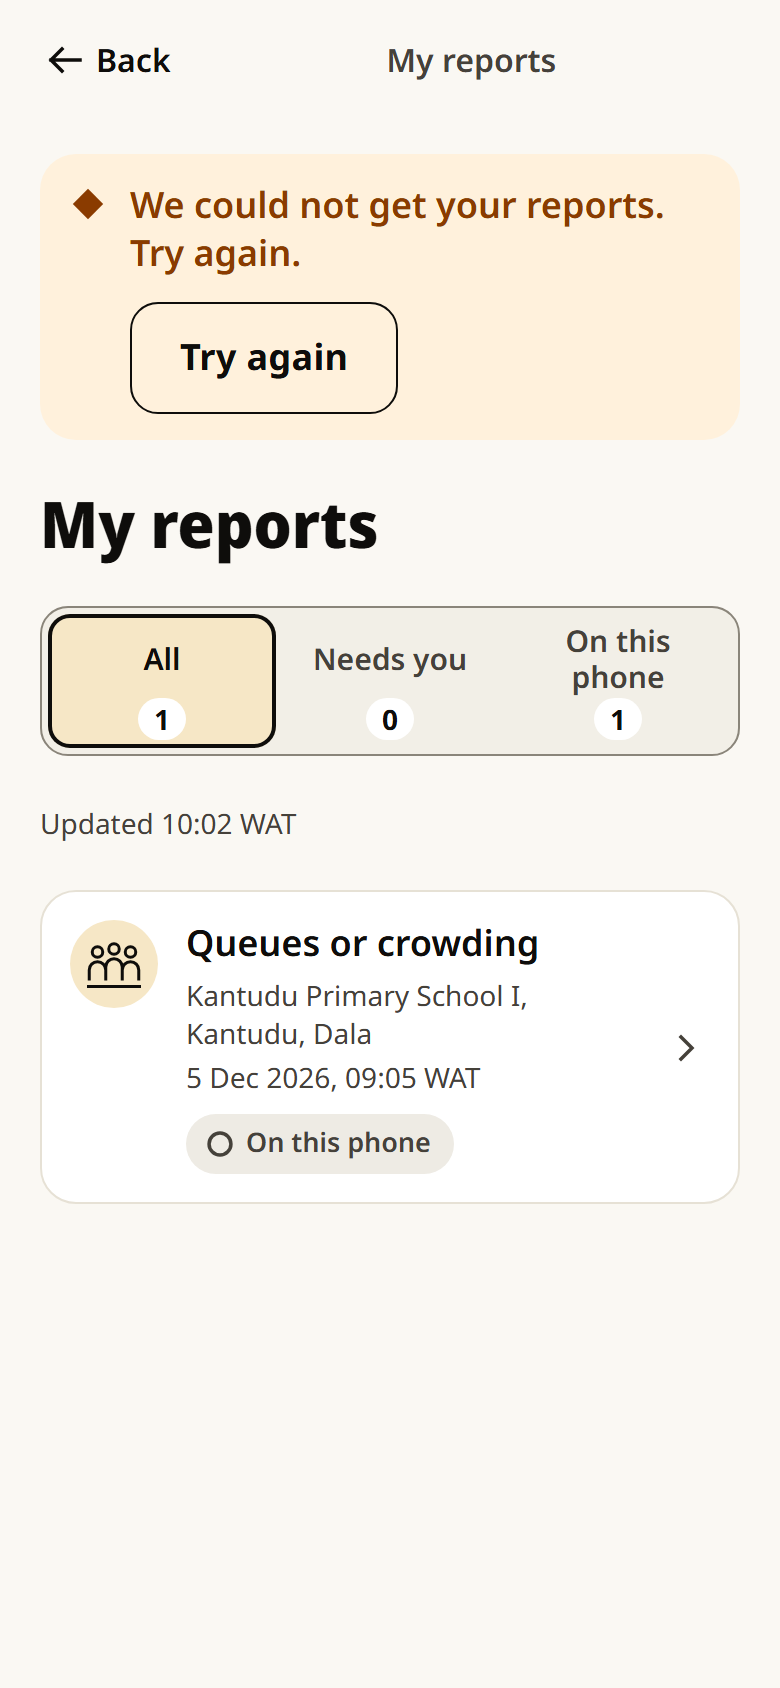 Back
My reports
We could not get your reports.
Try again.
Try again
My reports
All
1
Needs you
0
On this
phone
1
Updated 10:02 WAT
Queues or crowding
Kantudu Primary School I,
Kantudu, Dala
5 Dec 2026, 09:05 WAT
On this phone